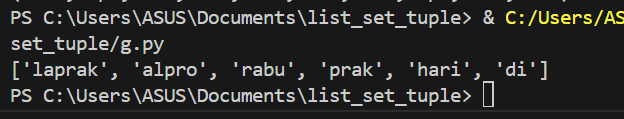 PS C:\Users\ASUS\Documents\list_set_tuple> & C:/Users/AS
set_tuple/g.py
['laprak', 'alpro', 'rabu', 'prak', 'hari', 'di']
PS C:\Users\ASUS\Documents\list_set_tuple>